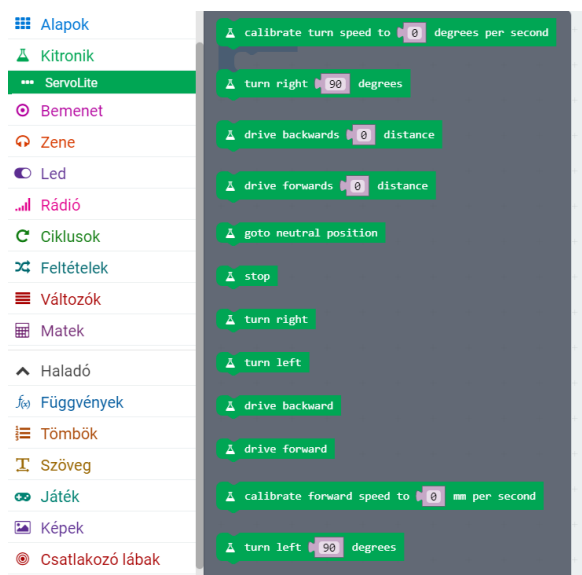 Alapok
Kitronik
ServoLite
Bemenet
Zene
Led
Rádió
Ciklusok
Feltételek
Változók
Matek
Haladó
f(x) Függvények
Tömbök
Szöveg
Játék
Képek
Csatlakozó lábak
calibrate turn speed to 0 degrees per second
turn right 90 degrees
drive backwards 0 distance
drive forwards 0 distance
goto neutral position
stop
turn right
turn left
drive backward
drive forward
calibrate forward speed to 0 mm per second
turn left 90 degrees